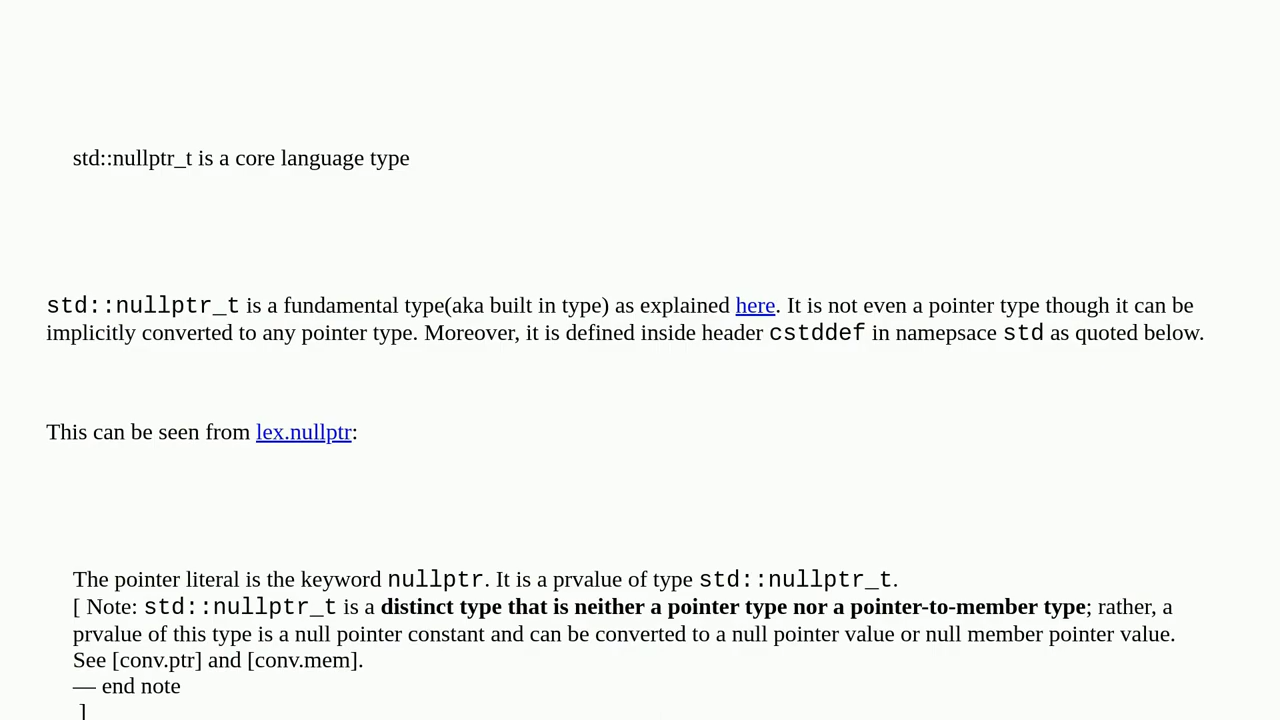 std::nullptr_t is a core language type
std::nullptr_t is a fundamental type(aka built in type) as explained here. It is not even a pointer type though it can be
implicitly converted to any pointer type. Moreover, it is defined inside header cstddef in namepsace std as quoted below.
This can be seen from lex.nullptr:
The pointer literal is the keyword nullptr. It is a prvalue of type std::nullptr_t.
[ Note: std::nullptr_t is a distinct type that is neither a pointer type nor a pointer-to-member type; rather, a
prvalue of this type is a null pointer constant and can be converted to a null pointer value or null member pointer value.
See [conv.ptr] and [conv.mem].
— end note
]